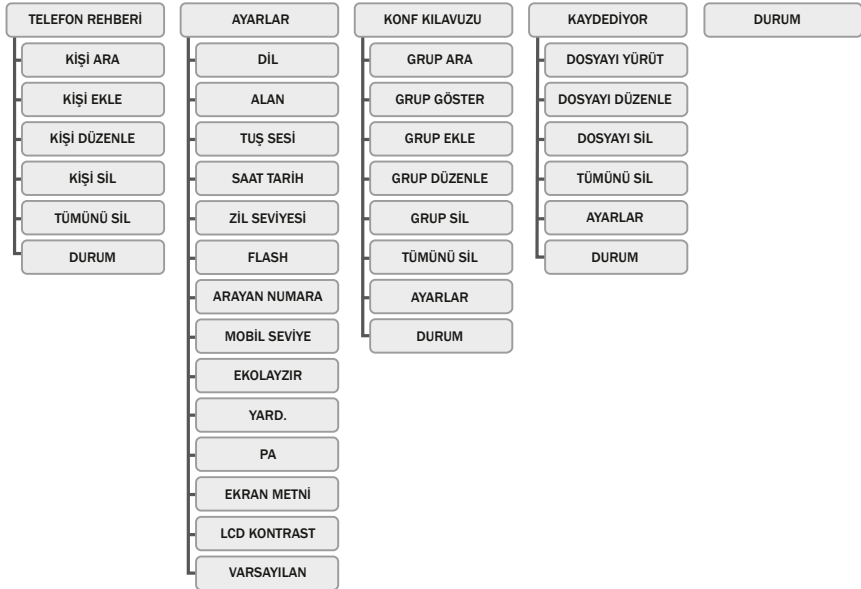 TELEFON REHBERİ
KİŞİ ARA
KİŞİ EKLE
KİŞİ DÜZENLE
KİŞİ SİL
TÜMÜNÜ SİL
DURUM
AYARLAR
DİL
ALAN
TUŞ SESİ
SAAT TARİH
ZİL SEVİYESİ
FLASH
ARAYAN NUMARA
MOBİL SEVİYE
EKOLAYZIR
YARD.
PA
EKRAN METNİ
LCD KONTRAST
VARSAYILAN
KONF KILAVUZU
GRUP ARA
GRUP GÖSTER
GRUP EKLE
GRUP DÜZENLE
GRUP SİL
TÜMÜNÜ SİL
AYARLAR
DURUM
KAYDEDİYOR
DOSYAYI YÜRÜT
DOSYAYI DÜZENLE
DOSYAYI SİL
TÜMÜNÜ SİL
AYARLAR
DURUM
DURUM